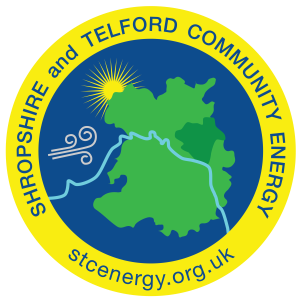 SHROPSHIRE and TELFORD COMMUNITY ENERGY
stcenergy.org.uk